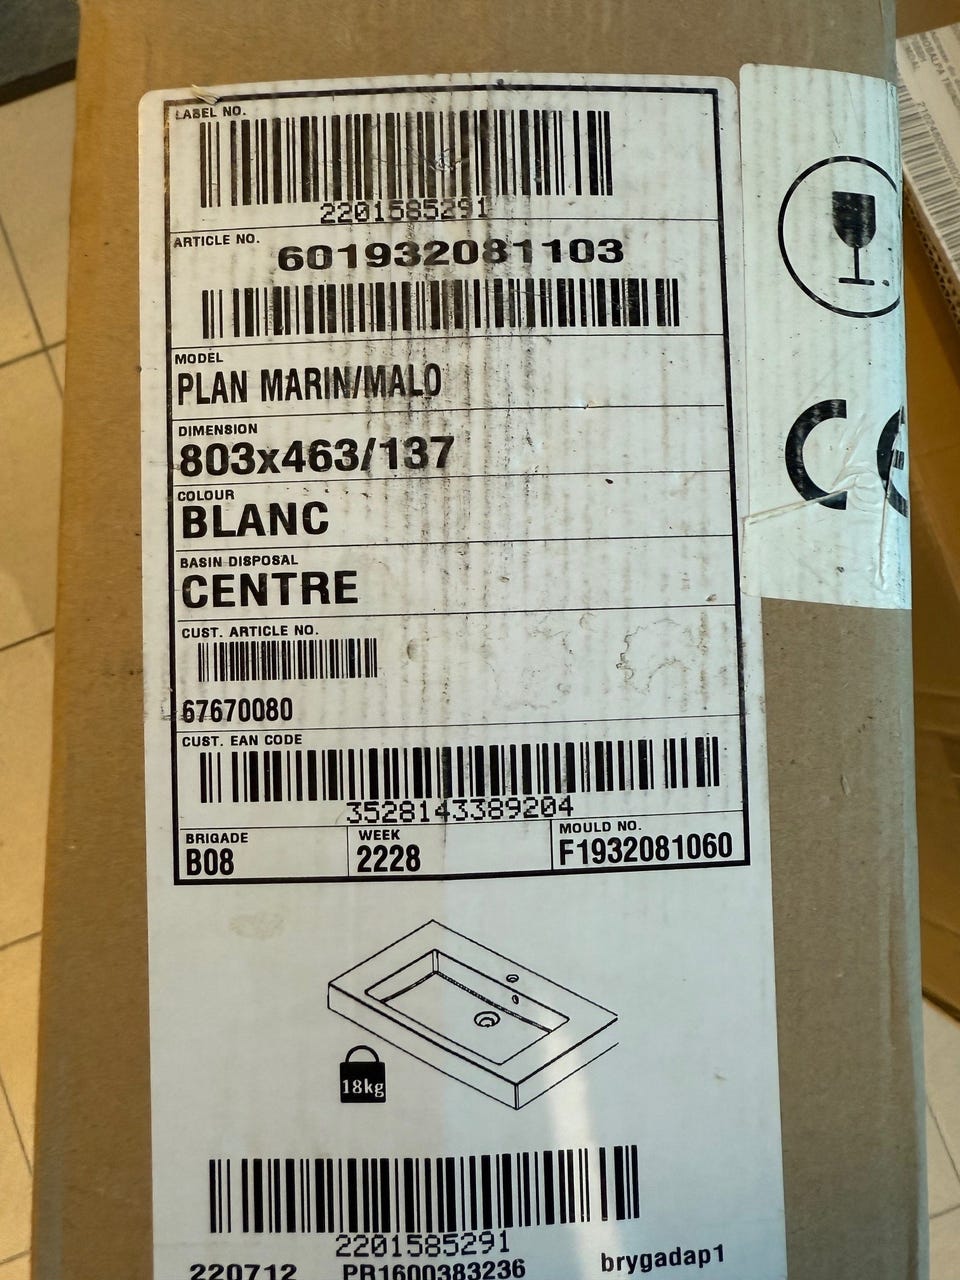 LABEL NO.
2201585291
ARTICLE NO.
601932081103
MODEL
PLAN MARIN/MALO
DIMENSION
803x463/137
COLOUR
BLANC
BASIN DISPOSAL
CENTRE
CUST. ARTICLE NO.
67670080
CUST. EAN CODE
3528143389204
BRIGADE WEEK MOULD NO.
B08 2228 F1932081060
CE
18kg
2201585291
220712 PR1600383236 brygadap1